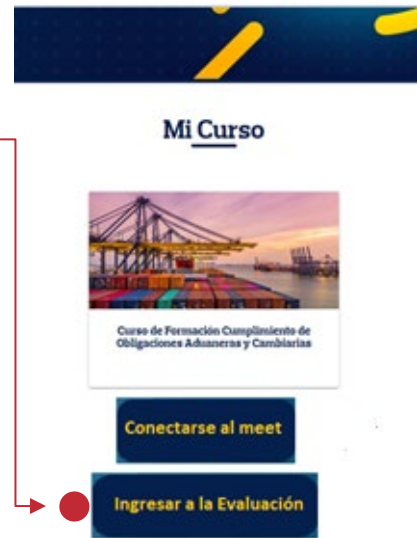 Mi Curso
Curso de Formación Cumplimiento de
Obligaciones Aduaneras y Cambiarias
Conectarse al meet
Ingresar a la Evaluación